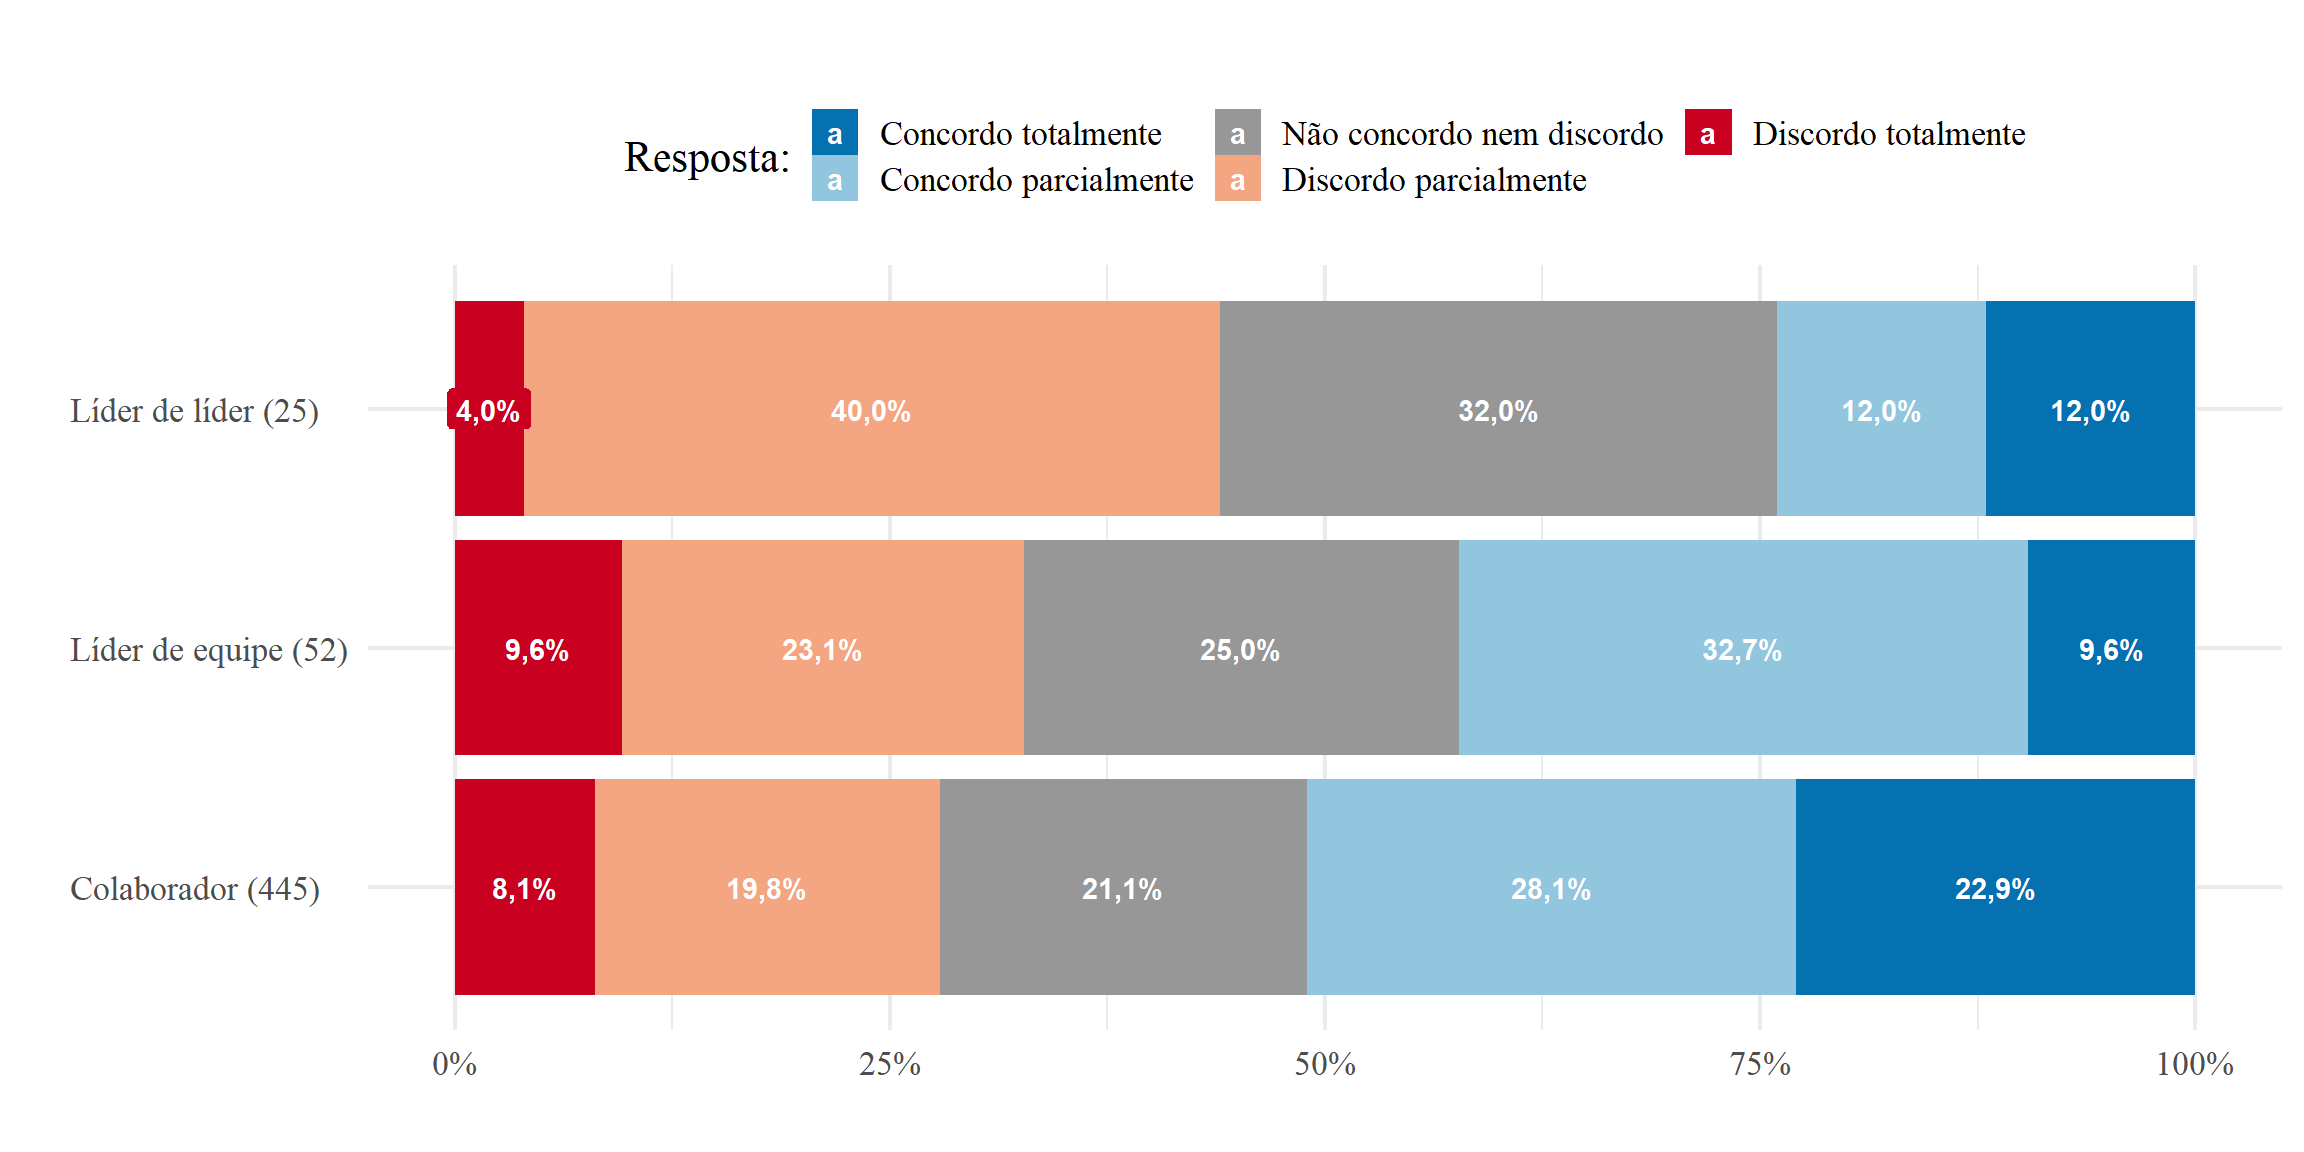 Resposta:
a Concordo totalmente
a Concordo parcialmente
a Não concordo nem discordo
a Discordo parcialmente
a Discordo totalmente
Líder de líder (25)
4,0% 40,0% 32,0% 12,0% 12,0%
Líder de equipe (52)
9,6% 23,1% 25,0% 32,7% 9,6%
Colaborador (445)
8,1% 19,8% 21,1% 28,1% 22,9%
0% 25% 50% 75% 100%